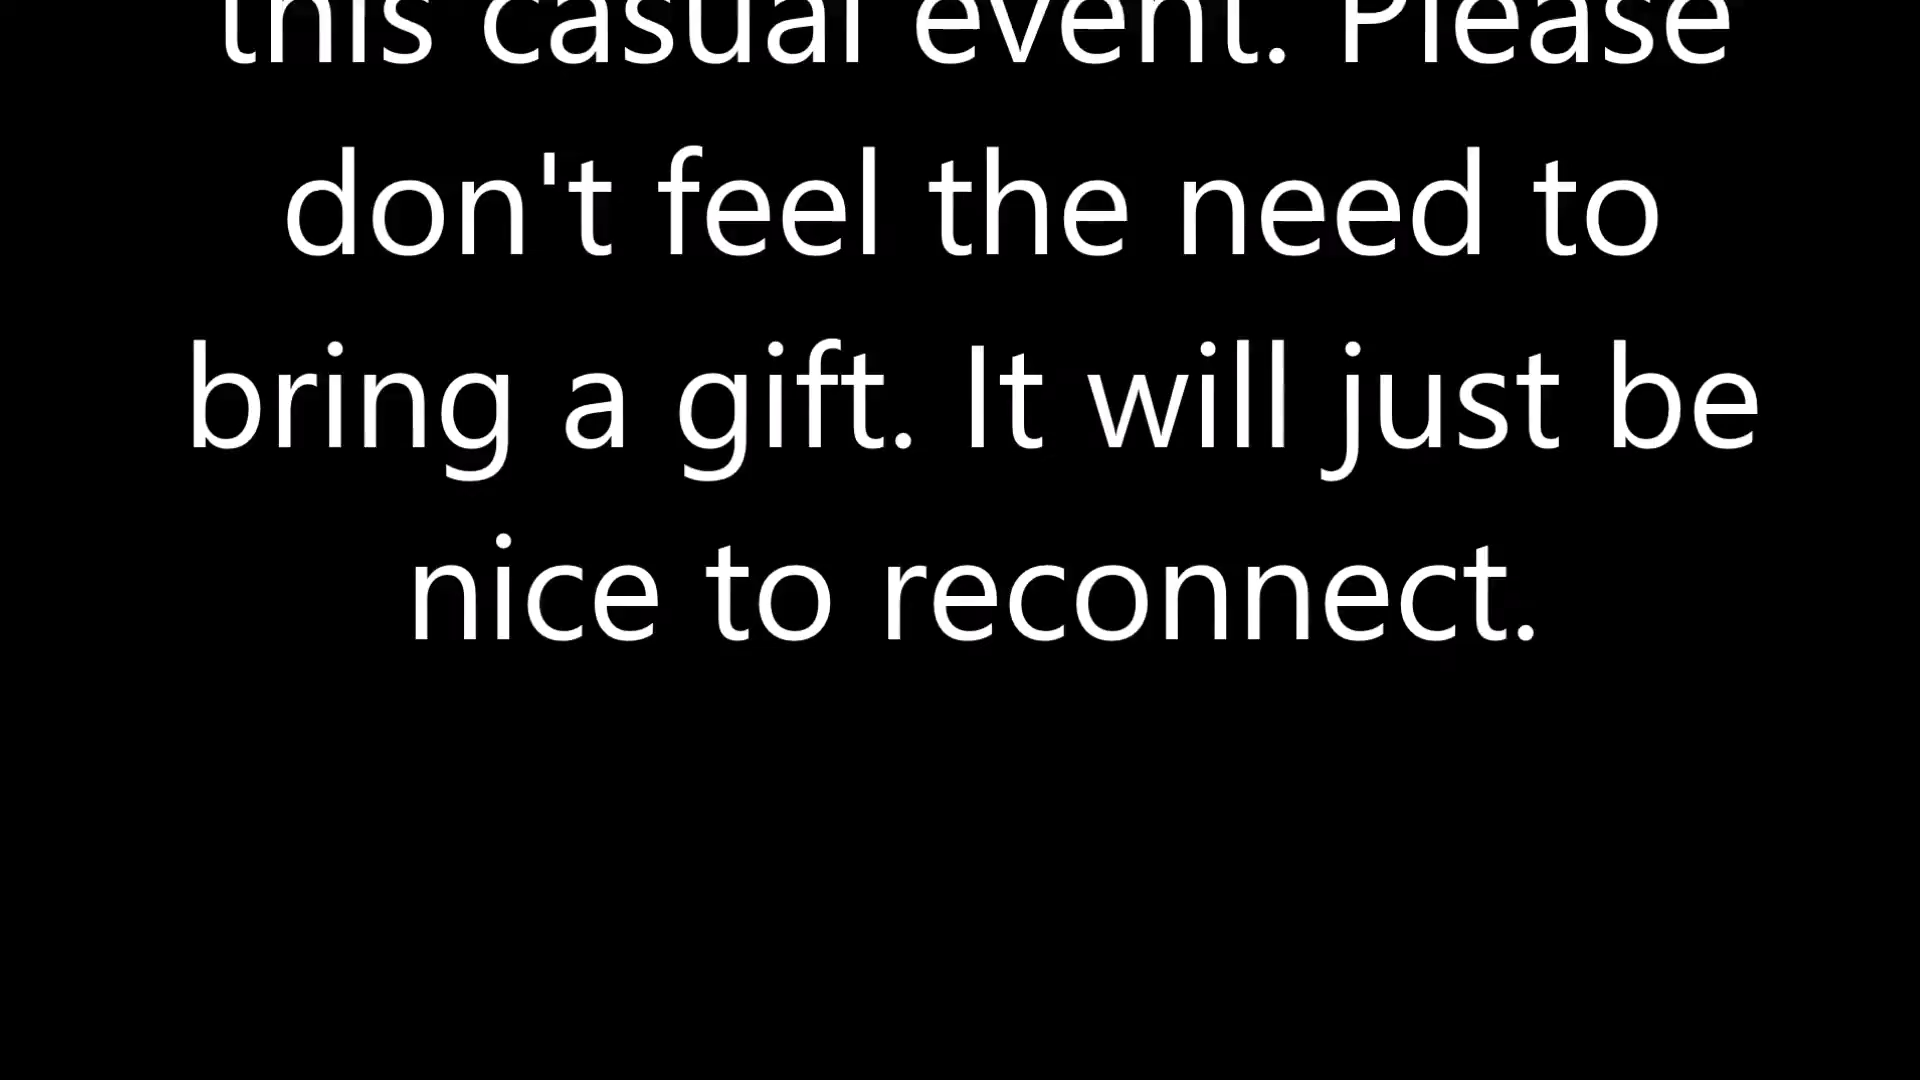 this casual event. Please
don't feel the need to
bring a gift. It will just be
nice to reconnect.